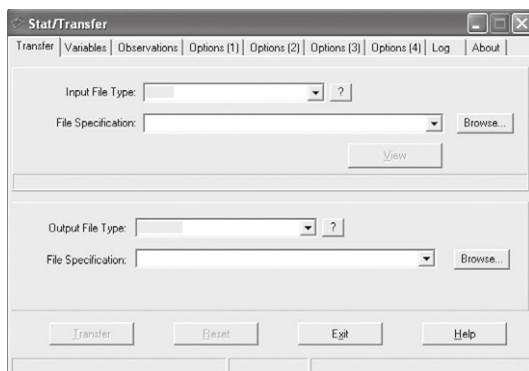 Stat/Transfer
Transfer Variables Observations Options (1) Options (2) Options (3) Options (4) Log About
Input File Type: ?
File Specification: Browse...
View
Output File Type: ?
File Specification: Browse...
Transfer Reset Exit Help